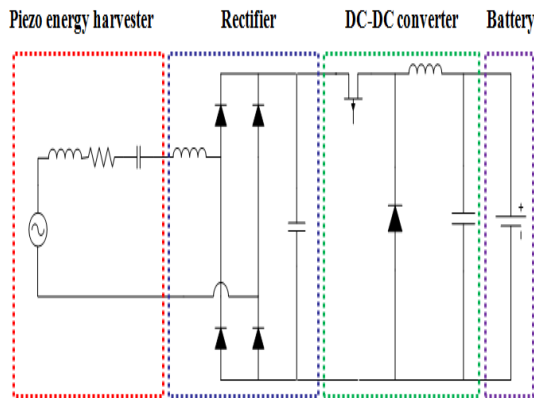 Piezo energy harvester
Rectifier
DC-DC converter
Battery
+
−